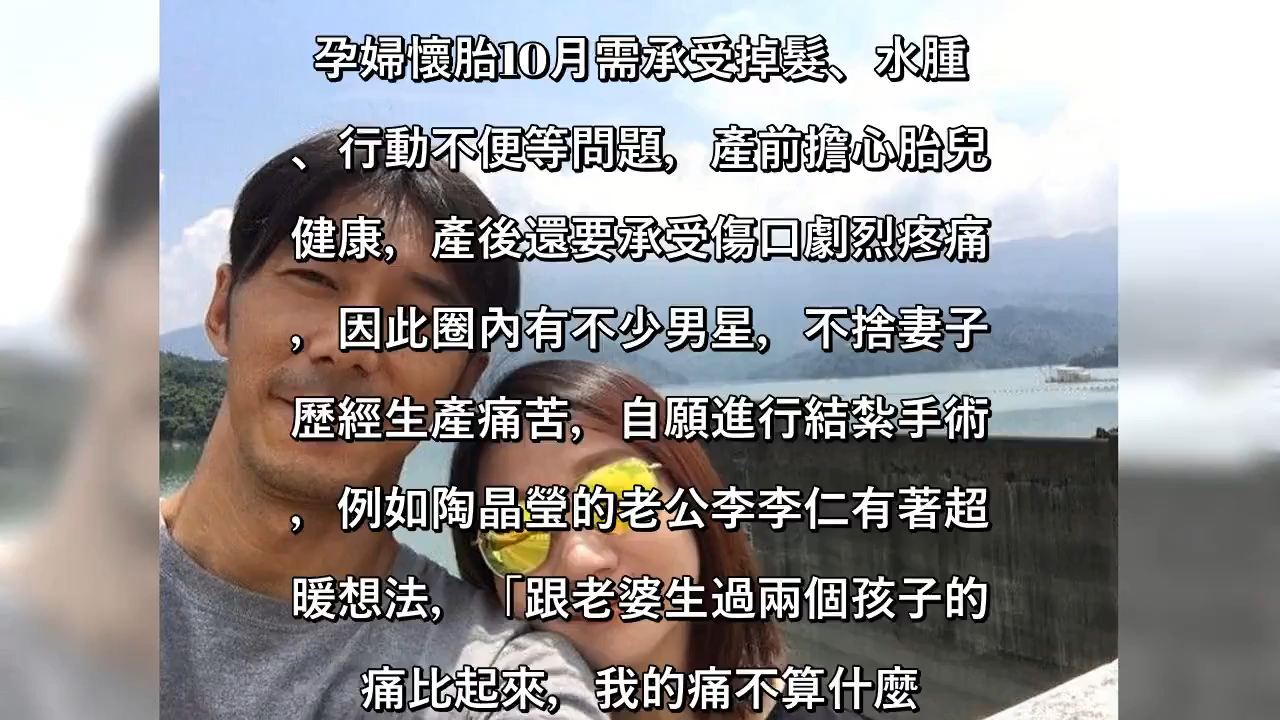 孕婦懷胎10月需承受掉髮、水腫
、行動不便等問題，產前擔心胎兒
健康，產後還要承受傷口劇烈疼痛
，因此圈內有不少男星，不捨妻子
歷經生產痛苦，自願進行結紮手術
，例如陶晶瑩的老公李李仁有著超
暖想法，「跟老婆生過兩個孩子的
痛比起來，我的痛不算什麼